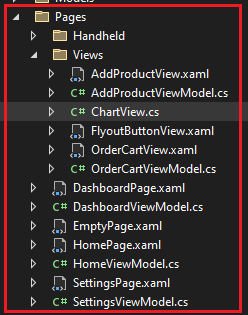 Models
Pages
Handheld
Views
AddProductView.xaml
C# AddProductViewModel.cs
C# ChartView.cs
FlyoutButtonView.xaml
OrderCartView.xaml
C# OrderCartViewModel.cs
DashboardPage.xaml
C# DashboardViewModel.cs
EmptyPage.xaml
HomePage.xaml
C# HomeViewModel.cs
SettingsPage.xaml
C# SettingsViewModel.cs